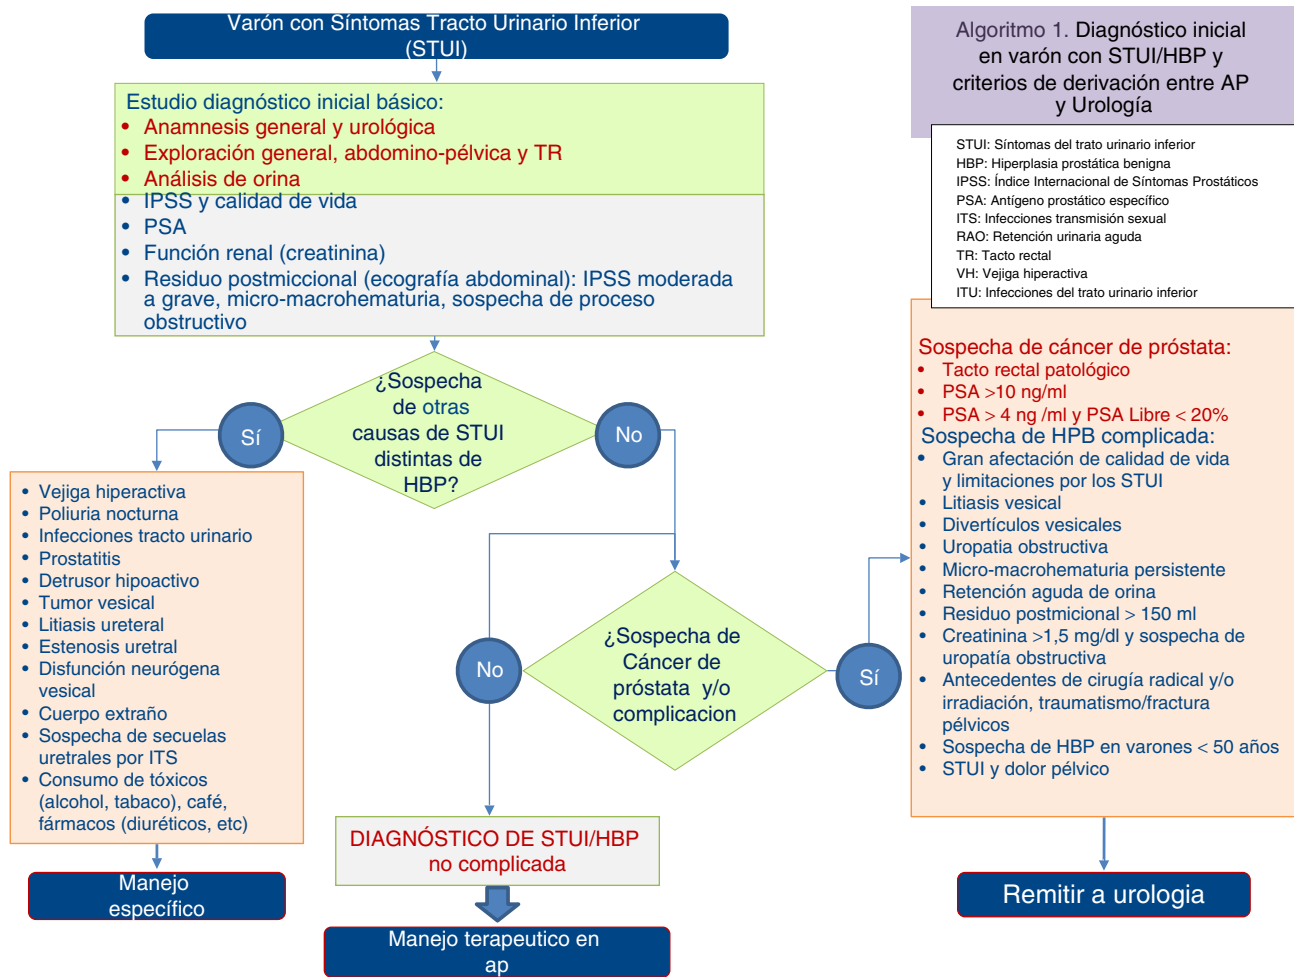 Varón con Síntomas Tracto Urinario Inferior
(STUI)
Estudio diagnóstico inicial básico:
• Anamnesis general y urológica
• Exploración general, abdomino-pélvica y TR
• Análisis de orina
• IPSS y calidad de vida
• PSA
• Función renal (creatinina)
• Residuo postmiccional (ecografía abdominal): IPSS moderada
a grave, micro-macrohematuria, sospecha de proceso
obstructivo
¿Sospecha
de otras
causas de STUI
distintas de
HBP?
Sí
No
• Vejiga hiperactiva
• Poliuria nocturna
• Infecciones tracto urinario
• Prostatitis
• Detrusor hipoactivo
• Tumor vesical
• Litiasis ureteral
• Estenosis uretral
• Disfunción neurógena
vesical
• Cuerpo extraño
• Sospecha de secuelas
uretrales por ITS
• Consumo de tóxicos
(alcohol, tabaco), café,
fármacos (diuréticos, etc)
Manejo
específico
¿Sospecha de
Cáncer de
próstata y/o
complicacion
No
Sí
DIAGNÓSTICO DE STUI/HBP
no complicada
Manejo terapeutico en
ap
Algoritmo 1. Diagnóstico inicial
en varón con STUI/HBP y
criterios de derivación entre AP
y Urología
STUI: Síntomas del trato urinario inferior
HBP: Hiperplasia prostática benigna
IPSS: Índice Internacional de Síntomas Prostáticos
PSA: Antígeno prostático específico
ITS: Infecciones transmisión sexual
RAO: Retención urinaria aguda
TR: Tacto rectal
VH: Vejiga hiperactiva
ITU: Infecciones del trato urinario inferior
Sospecha de cáncer de próstata:
• Tacto rectal patológico
• PSA >10 ng/ml
• PSA > 4 ng /ml y PSA Libre < 20%
Sospecha de HPB complicada:
• Gran afectación de calidad de vida
y limitaciones por los STUI
• Litiasis vesical
• Divertículos vesicales
• Uropatia obstructiva
• Micro-macrohematuria persistente
• Retención aguda de orina
• Residuo postmicional > 150 ml
• Creatinina >1,5 mg/dl y sospecha de
uropatía obstructiva
• Antecedentes de cirugía radical y/o
irradiación, traumatismo/fractura
pélvicos
• Sospecha de HBP en varones < 50 años
• STUI y dolor pélvico
Remitir a urologia